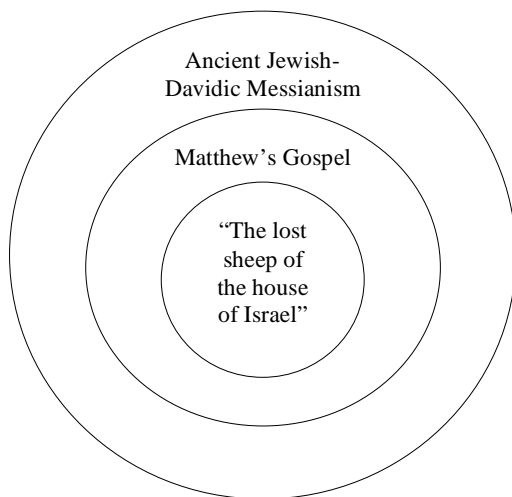 Ancient Jewish-
Davidic Messianism
Matthew’s Gospel
“The lost
sheep of
the house
of Israel”